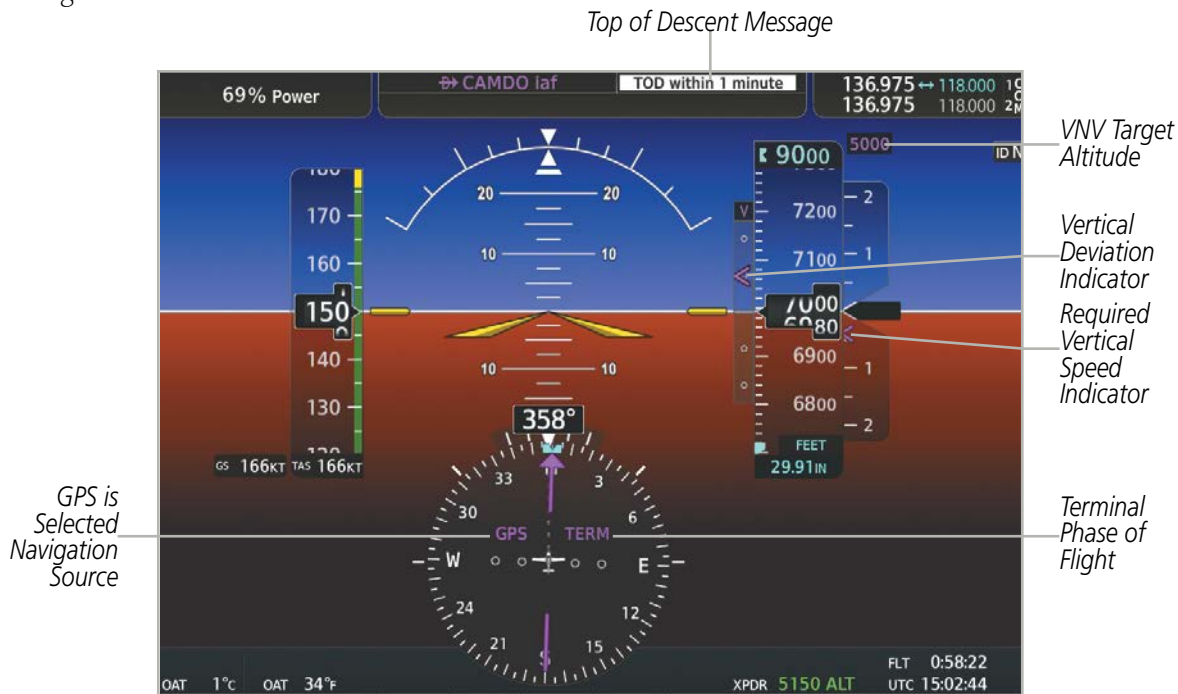 Top of Descent Message
69% Power
CAMDO iaf
TOD within 1 minute
136.975 ↔ 118.000
136.975 118.000 2
VNV Target
Altitude
5000
9000
V
170
160
150
140
130
20 20
10 10
10 10
7200
7100
7000
80
6900
6800
2
1
1
2
Vertical
Deviation
Indicator
Required
Vertical
Speed
Indicator
358°
FEET
29.91IN
GS 166KT
TAS 166KT
GPS is
Selected
Navigation
Source
33
3
30
6
GPS
TERM
W
E
24
12
21
15
S
Terminal
Phase of
Flight
OAT 1°C OAT 34°F
XPDR 5150 ALT
FLT 0:58:22
UTC 15:02:44